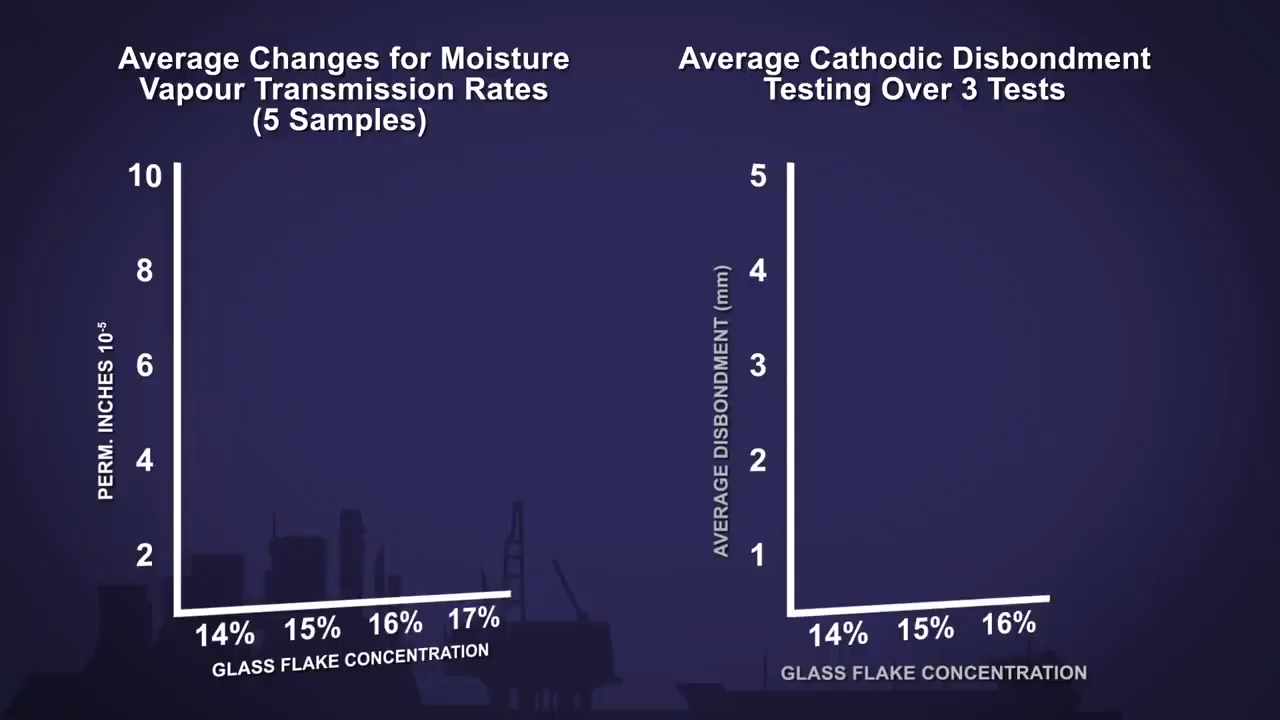 Average Changes for Moisture
Vapour Transmission Rates
(5 Samples)
10
8
6
4
2
PERM. INCHES 10⁻⁵
14% 15% 16% 17%
GLASS FLAKE CONCENTRATION
Average Cathodic Disbondment
Testing Over 3 Tests
5
4
3
2
1
AVERAGE DISBONDMENT (mm)
14% 15% 16%
GLASS FLAKE CONCENTRATION